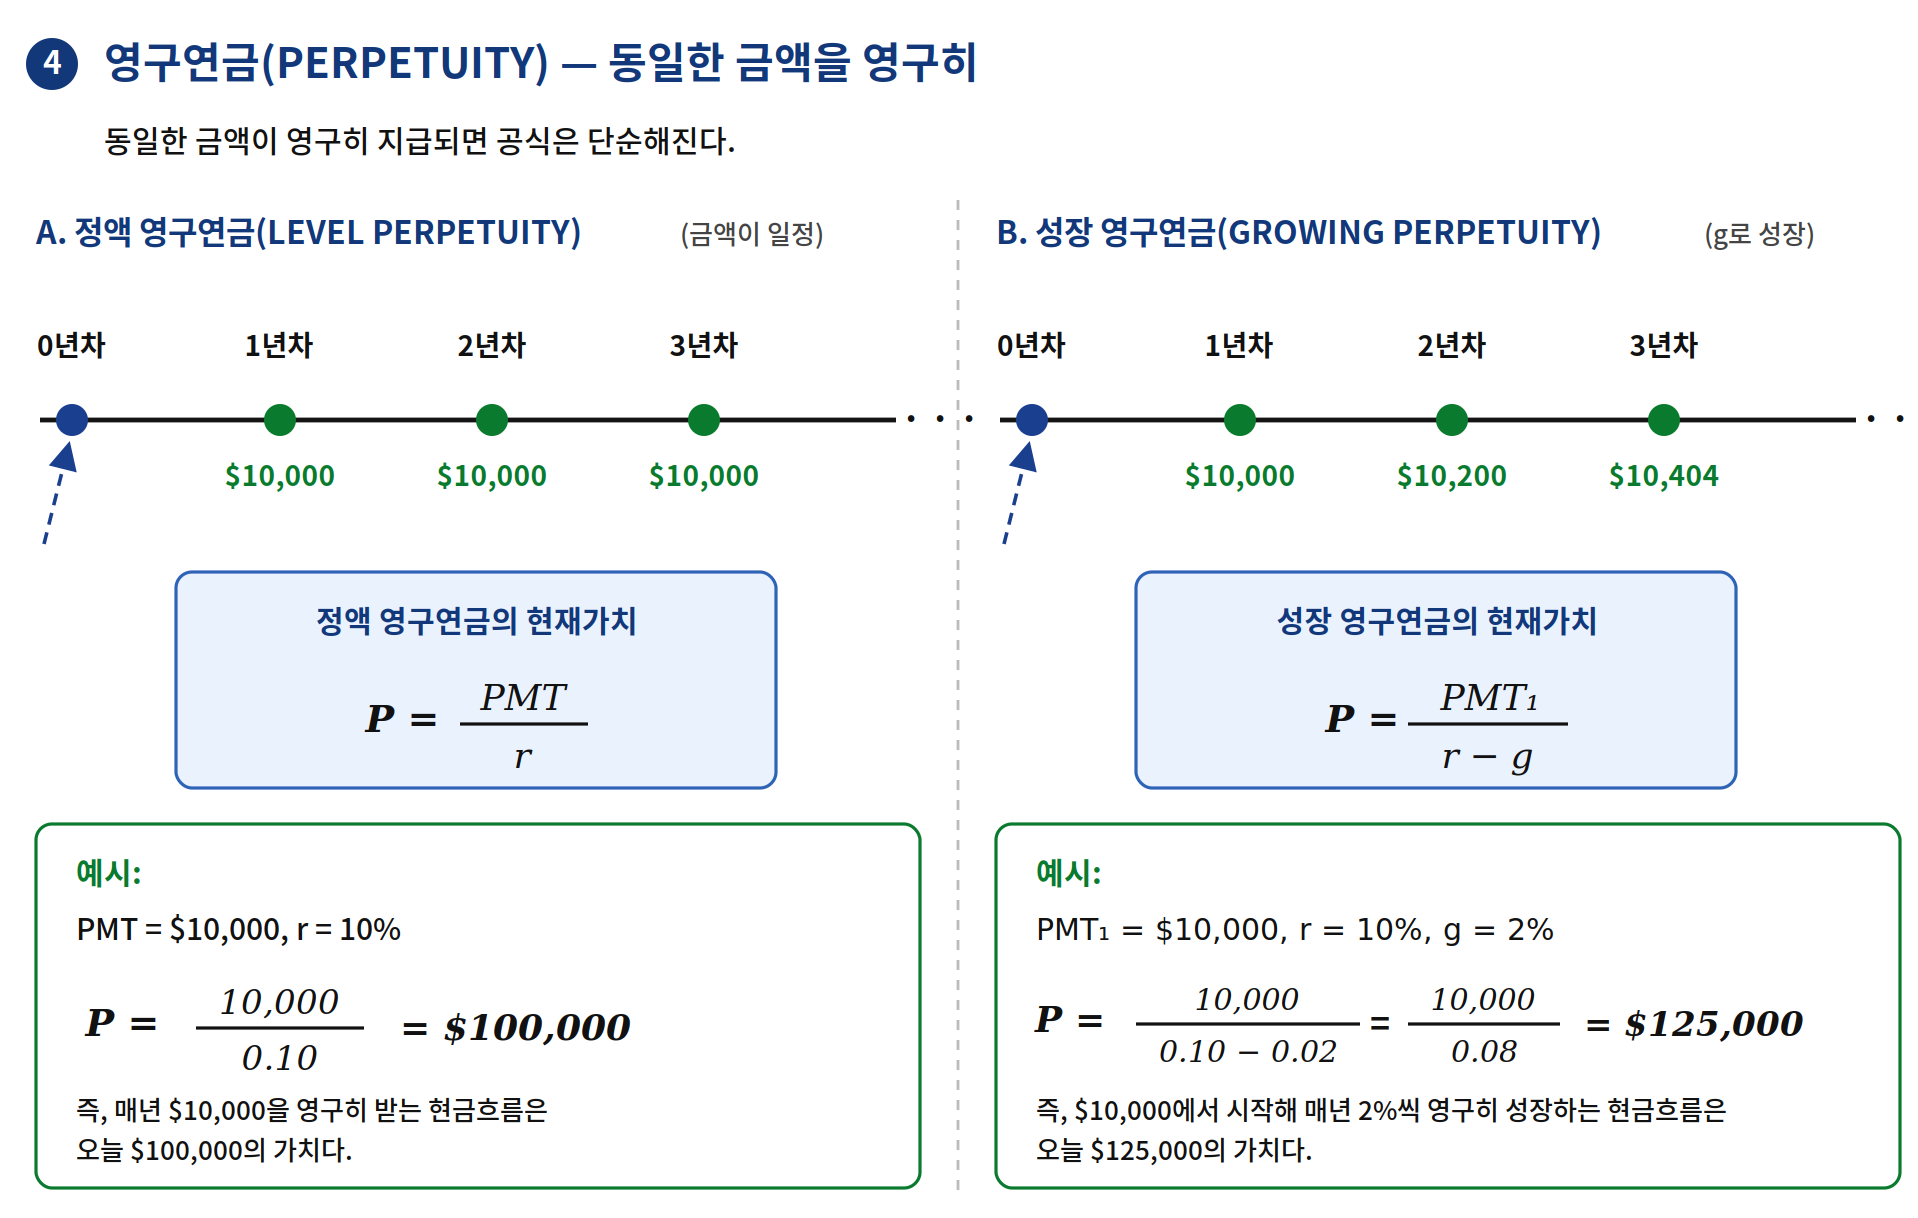 4 영구연금(PERPETUITY) — 동일한 금액을 영구히
동일한 금액이 영구히 지급되면 공식은 단순해진다.
A. 정액 영구연금(LEVEL PERPETUITY) (금액이 일정)
0년차 1년차 2년차 3년차
. . .
$10,000 $10,000 $10,000
정액 영구연금의 현재가치
P = PMT / r
예시:
PMT = $10,000, r = 10%
P = 10,000 / 0.10 = $100,000
즉, 매년 $10,000을 영구히 받는 현금흐름은
오늘 $100,000의 가치다.
B. 성장 영구연금(GROWING PERPETUITY) (g로 성장)
0년차 1년차 2년차 3년차
. .
$10,000 $10,200 $10,404
성장 영구연금의 현재가치
P = PMT₁ / r − g
예시:
PMT₁ = $10,000, r = 10%, g = 2%
P = 10,000 / 0.10 − 0.02 = 10,000 / 0.08 = $125,000
즉, $10,000에서 시작해 매년 2%씩 영구히 성장하는 현금흐름은
오늘 $125,000의 가치다.